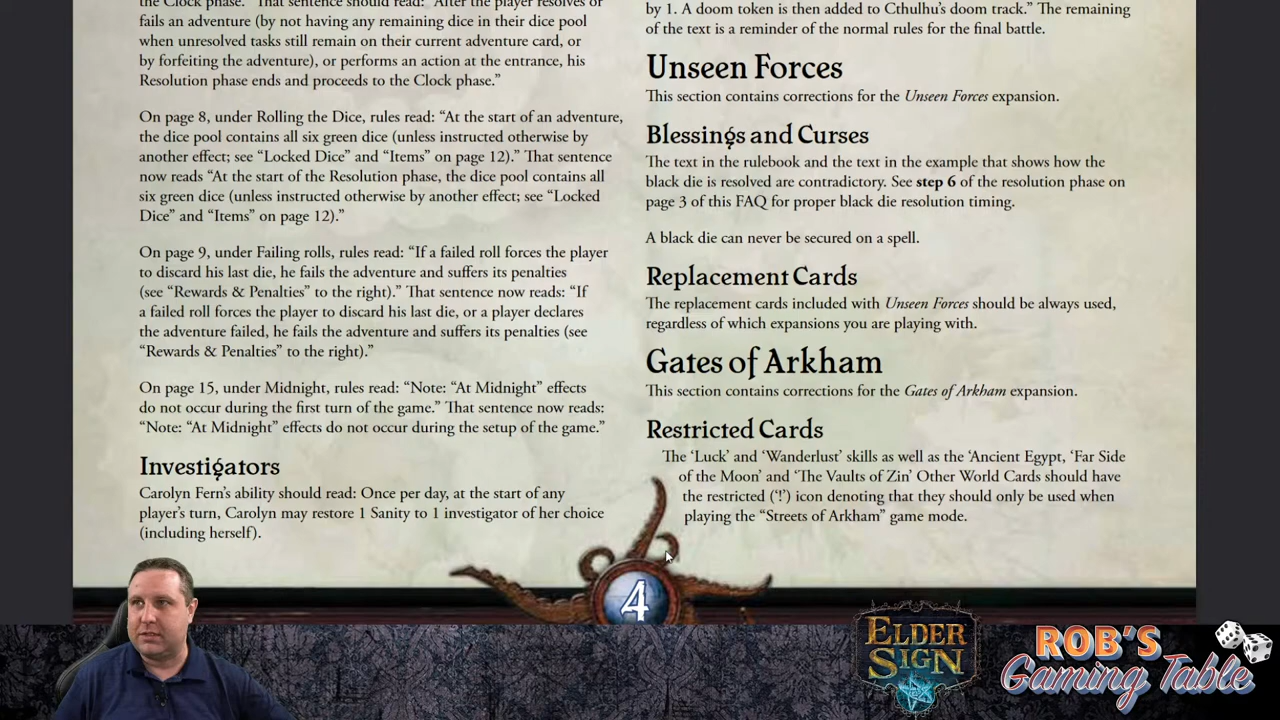 the Clock phase." That sentence should read: "After the player resolves or
fails an adventure (by not having any remaining dice in their dice pool
when unresolved tasks still remain on their current adventure card, or
by forfeiting the adventure), or performs an action at the entrance, his
Resolution phase ends and proceeds to the Clock phase.”
On page 8, under Rolling the Dice, rules read: “At the start of an adventure,
the dice pool contains all six green dice (unless instructed otherwise by
another effect; see “Locked Dice” and “Items” on page 12).” That sentence
now reads “At the start of the Resolution phase, the dice pool contains all
six green dice (unless instructed otherwise by another effect; see “Locked
Dice” and “Items” on page 12).”
On page 9, under Failing rolls, rules read: “If a failed roll forces the player
to discard his last die, he fails the adventure and suffers its penalties
(see “Rewards & Penalties” to the right).” That sentence now reads: “If
a failed roll forces the player to discard his last die, or a player declares
the adventure failed, he fails the adventure and suffers its penalties (see
“Rewards & Penalties” to the right).”
On page 15, under Midnight, rules read: “Note: “At Midnight” effects
do not occur during the first turn of the game.” That sentence now reads:
“Note: “At Midnight” effects do not occur during the setup of the game.”
Investigators
Carolyn Fern’s ability should read: Once per day, at the start of any
player’s turn, Carolyn may restore 1 Sanity to 1 investigator of her choice
(including herself).
by 1. A doom token is then added to Cthulhu’s doom track.” The remaining
of the text is a reminder of the normal rules for the final battle.
Unseen Forces
This section contains corrections for the Unseen Forces expansion.
Blessings and Curses
The text in the rulebook and the text in the example that shows how the
black die is resolved are contradictory. See step 6 of the resolution phase on
page 3 of this FAQ for proper black die resolution timing.
A black die can never be secured on a spell.
Replacement Cards
The replacement cards included with Unseen Forces should be always used,
regardless of which expansions you are playing with.
Gates of Arkham
This section contains corrections for the Gates of Arkham expansion.
Restricted Cards
The ‘Luck’ and ‘Wanderlust’ skills as well as the ‘Ancient Egypt, ‘Far Side
of the Moon’ and ‘The Vaults of Zin’ Other World Cards should have
the restricted (‘!’) icon denoting that they should only be used when
playing the “Streets of Arkham” game mode.
4
ELDER
SIGN
ROB'S
Gaming Table